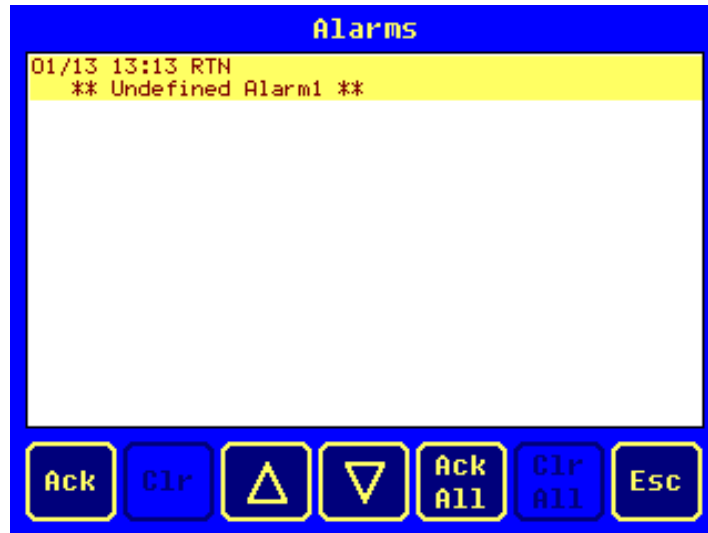 Alarms
01/13 13:13 RTN
** Undefined Alarm1 **
Ack
Clr
Ack
All
Clr
All
Esc